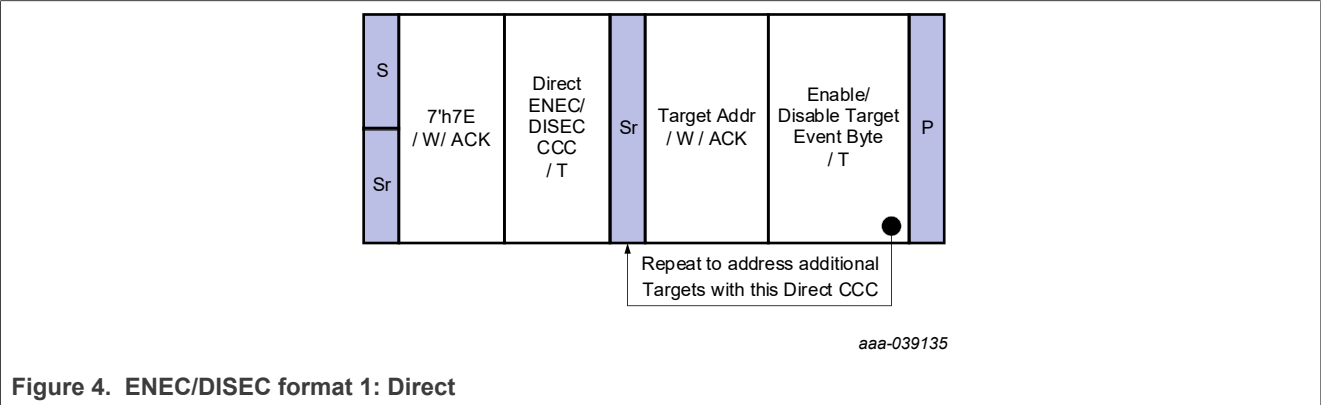 S
Sr
7'h7E
/ W/ ACK
Direct
ENEC/
DISEC
CCC
/ T
Sr
Target Addr
/ W / ACK
Enable/
Disable Target
Event Byte
/ T
P
Repeat to address additional
Targets with this Direct CCC
aaa-039135
Figure 4. ENEC/DISEC format 1: Direct